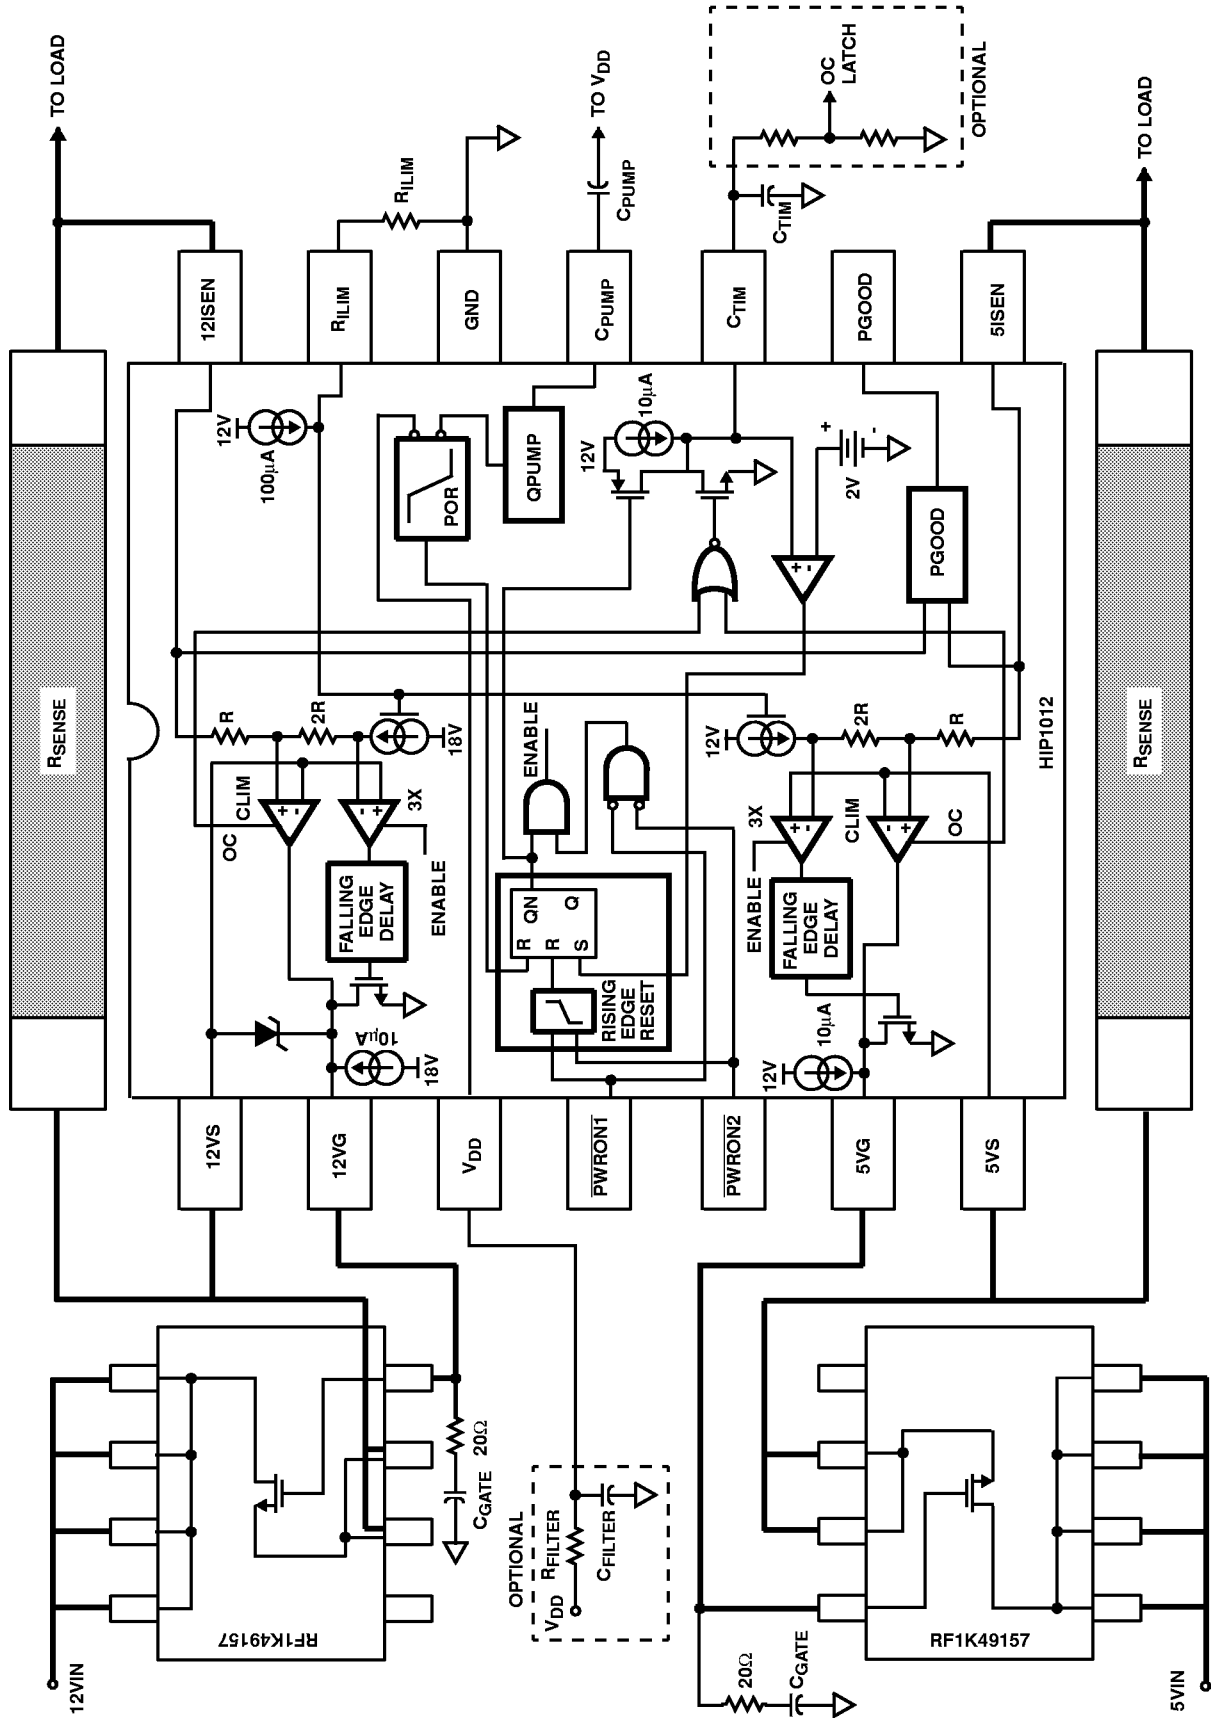 TO LOAD
TO VDD
OC
LATCH
OPTIONAL
TO LOAD
RILIM
CPUMP
CTIM
12ISEN
RILIM
GND
CPUMP
CTIM
PGOOD
5ISEN
12V
100µA
POR
QPUMP
12V
10µA
+
-
2V
PGOOD
+
-
RSENSE
R
2R
18V
ENABLE
12V
2R
R
HIP1012
RSENSE
OC
CLIM
+
-
-
+
3X
3X
+
-
CLIM
-
+
OC
FALLING
EDGE
DELAY
ENABLE
QN
Q
R
R
S
ENABLE
FALLING
EDGE
DELAY
10µA
18V
RISING
EDGE
RESET
12V
10µA
12VS
12VG
VDD
PWRON1
PWRON2
5VG
5VS
20Ω
CGATE
OPTIONAL
RFILTER
CFILTER
VDD
RF1K49157
12VIN
20Ω
CGATE
RF1K49157
5VIN